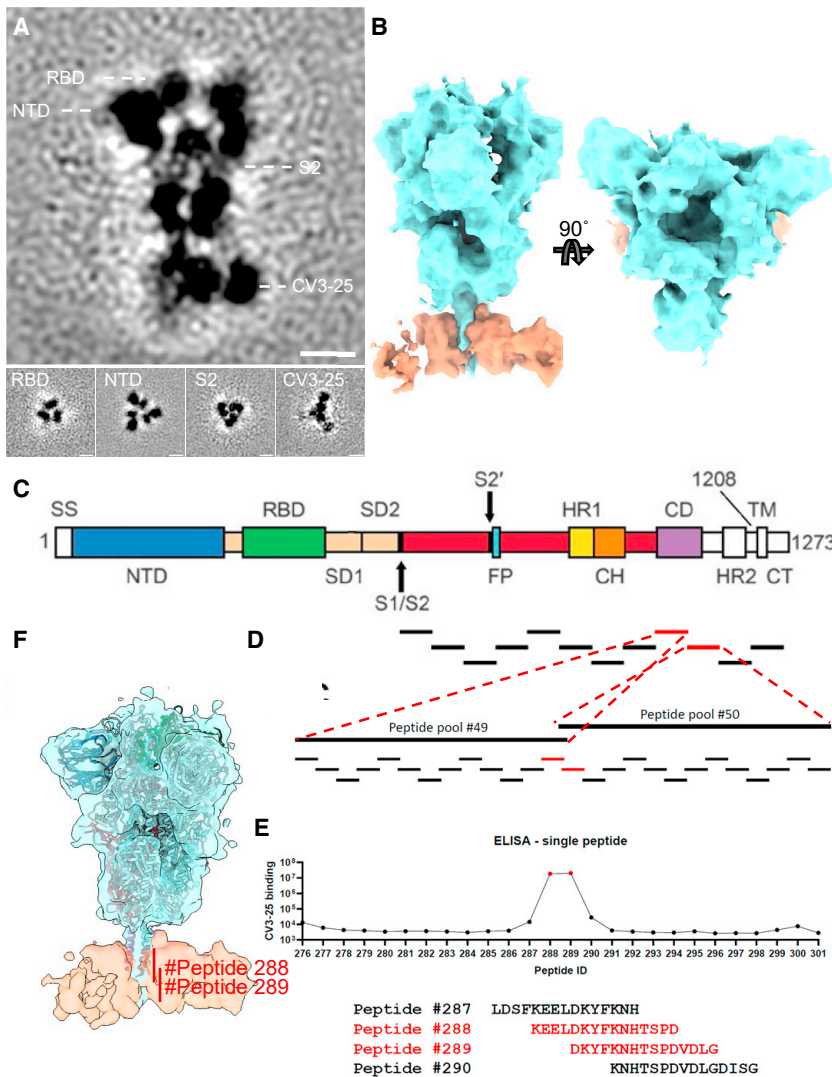 A
RBD
NTD
S2
CV3-25
RBD
NTD
S2
CV3-25
B
90°
C
SS
RBD
SD2
S2′
HR1
CD
1208
TM
1
1273
NTD
SD1
S1/S2
FP
CH
HR2
CT
D
Peptide pool #49
Peptide pool #50
E
ELISA - single peptide
CV3-25 binding
10⁸
10⁷
10⁶
10⁵
10⁴
10³
276 277 278 279 280 281 282 283 284 285 286 287 288 289 290 291 292 293 294 295 296 297 298 299 300 301
Peptide ID
Peptide #287 LDSFKEELDKYFKNH
Peptide #288 KEELDKYFKNHTSPD
Peptide #289 DKYFKNHTSPDVDLG
Peptide #290 KNHTSPDVDLGDISG
F
#Peptide 288
#Peptide 289